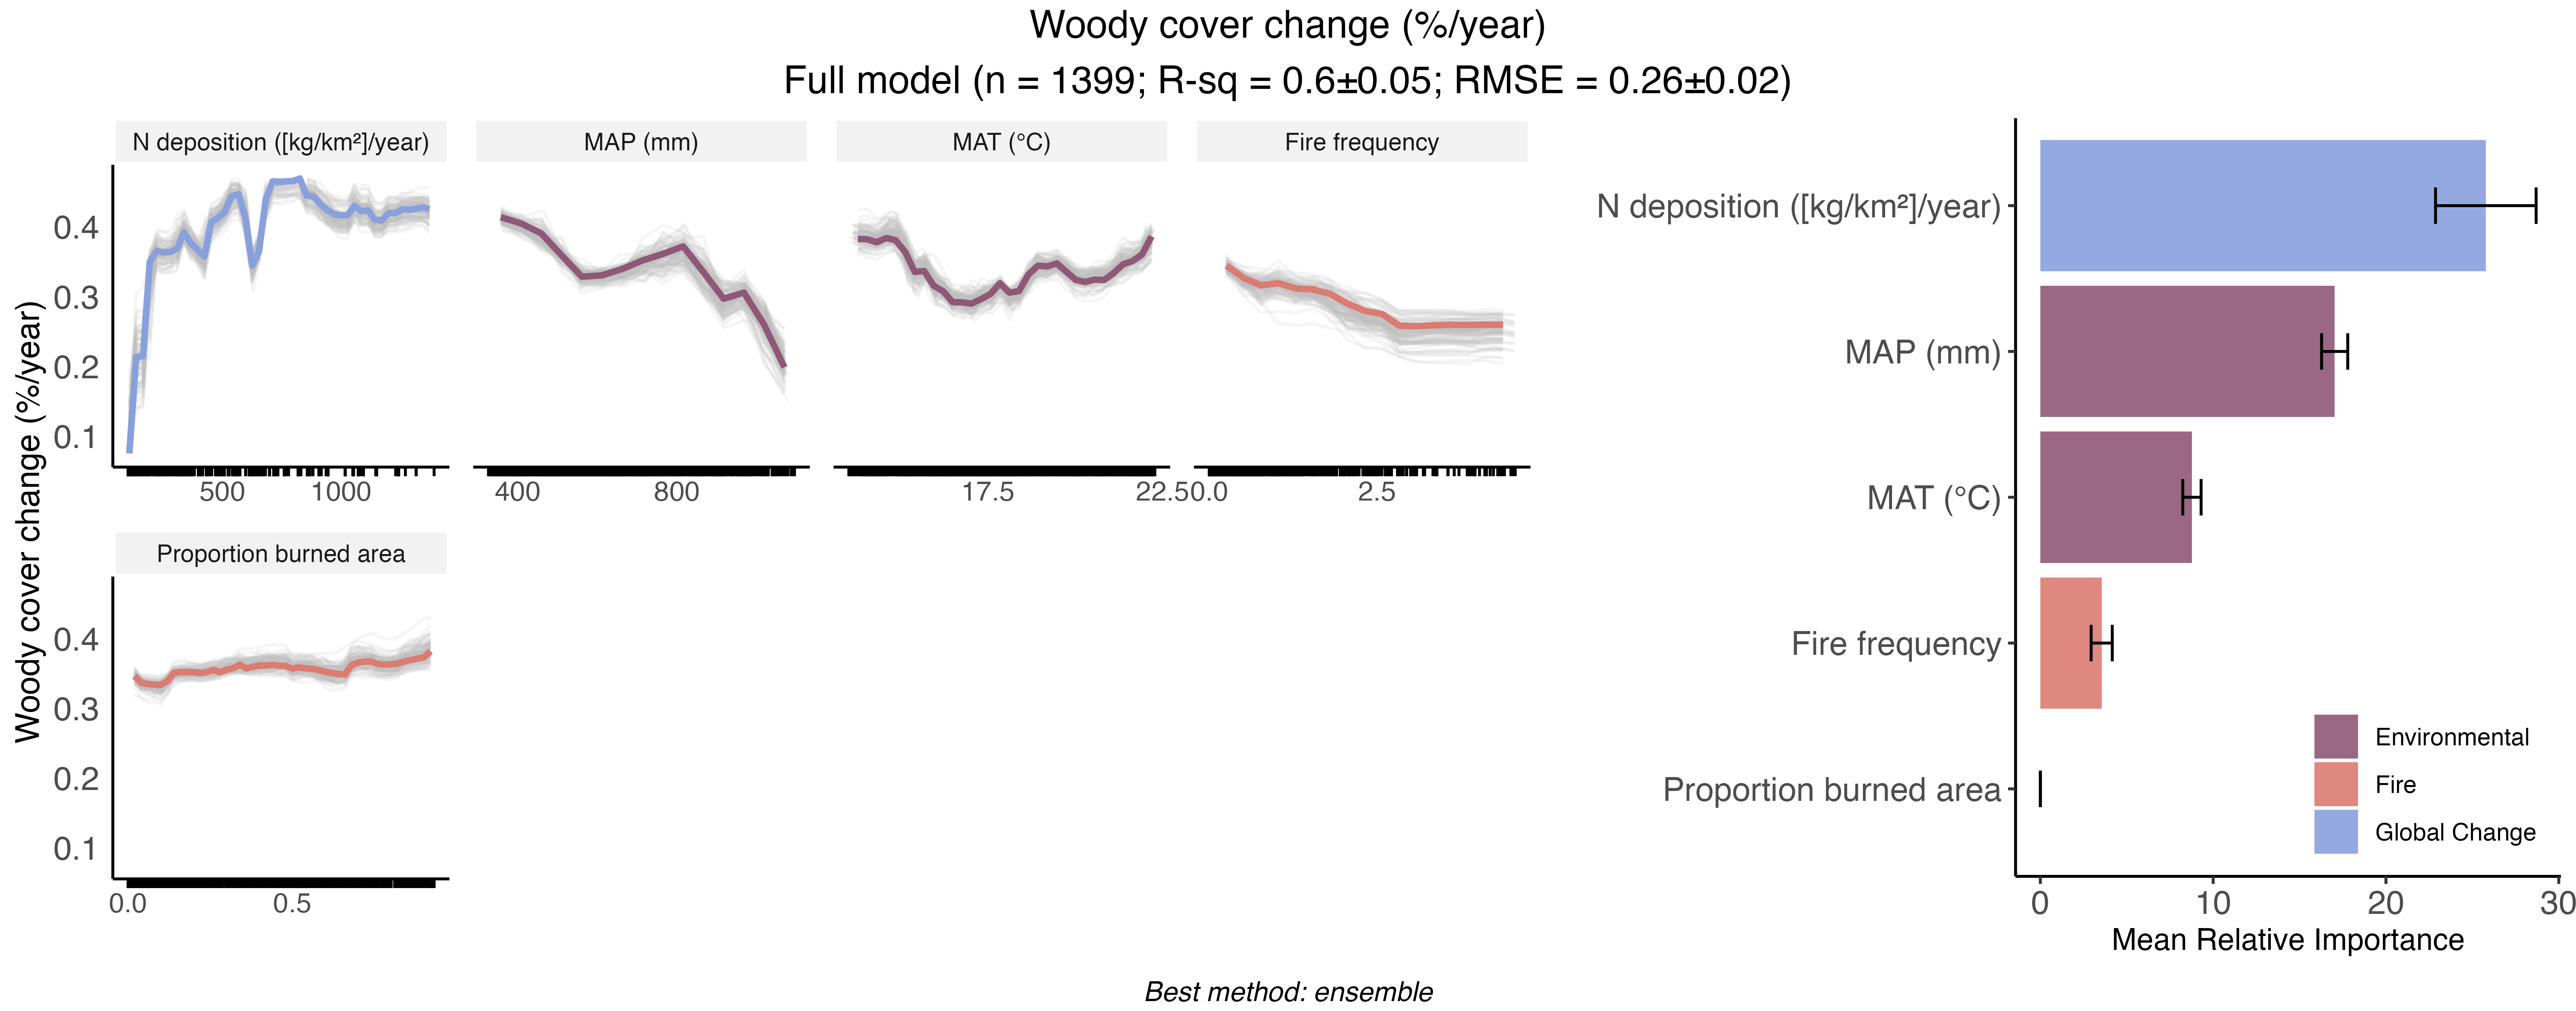 Woody cover change (%/year)
Full model (n = 1399; R-sq = 0.6±0.05; RMSE = 0.26±0.02)
Woody cover change (%/year)
N deposition ([kg/km²]/year)
MAP (mm)
MAT (°C)
Fire frequency
0.4
0.3
0.2
0.1
500
1000
400
800
17.5
22.5
0.0
2.5
Proportion burned area
0.4
0.3
0.2
0.1
0.0
0.5
N deposition ([kg/km²]/year)
MAP (mm)
MAT (°C)
Fire frequency
Proportion burned area
Environmental
Fire
Global Change
0
10
20
30
Mean Relative Importance
Best method: ensemble